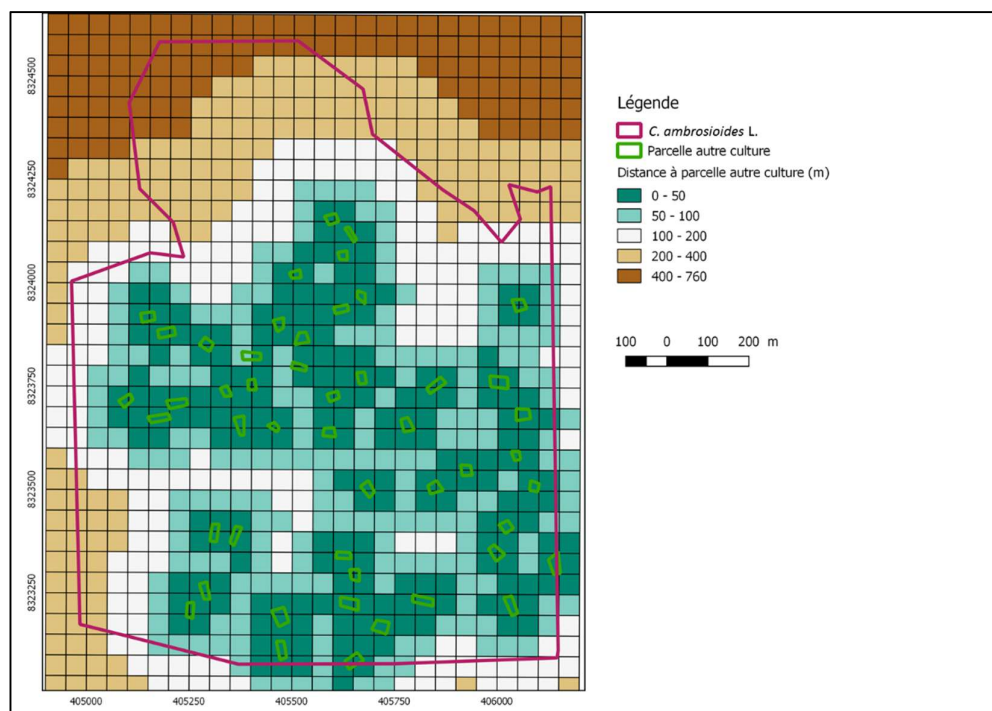 8324500
8324250
8324000
8323750
8323500
8323250
405000 405250 405500 405750 406000
Légende
C. ambrosioides L.
Parcelle autre culture
Distance à parcelle autre culture (m)
0 - 50
50 - 100
100 - 200
200 - 400
400 - 760
100 0 100 200 m